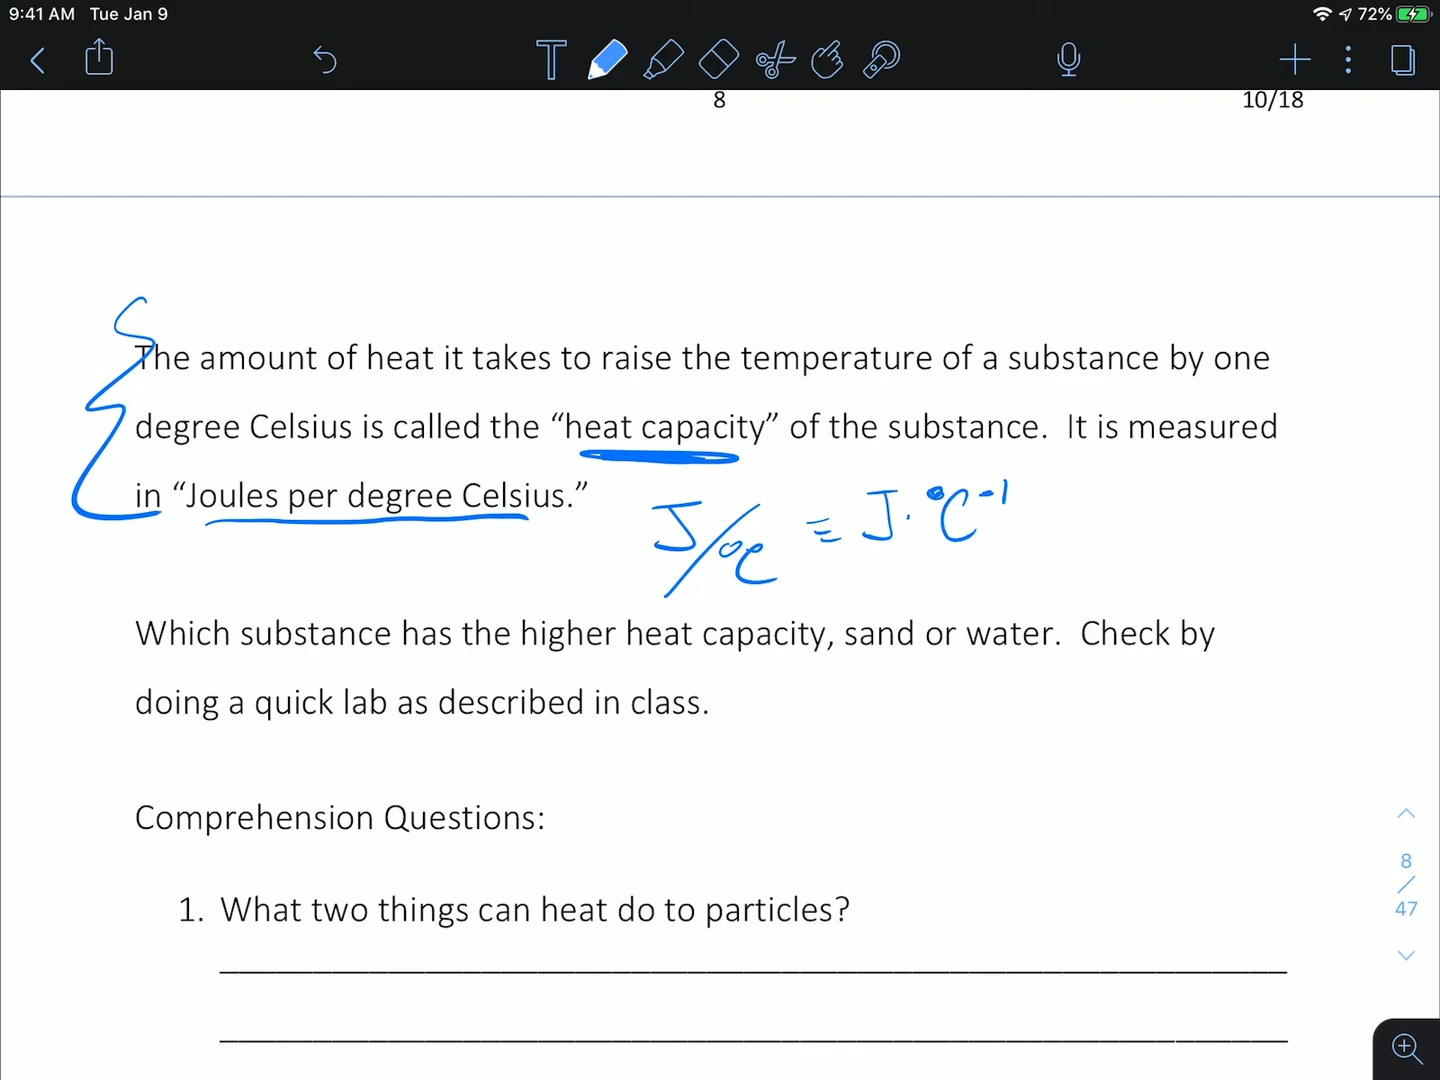 9:41 AM Tue Jan 9 72%
8 10/18
The amount of heat it takes to raise the temperature of a substance by one
degree Celsius is called the “heat capacity” of the substance. It is measured
in “Joules per degree Celsius.”
J/°C ≡ J·°C⁻¹
Which substance has the higher heat capacity, sand or water. Check by
doing a quick lab as described in class.
Comprehension Questions:
1. What two things can heat do to particles?
8
/
47